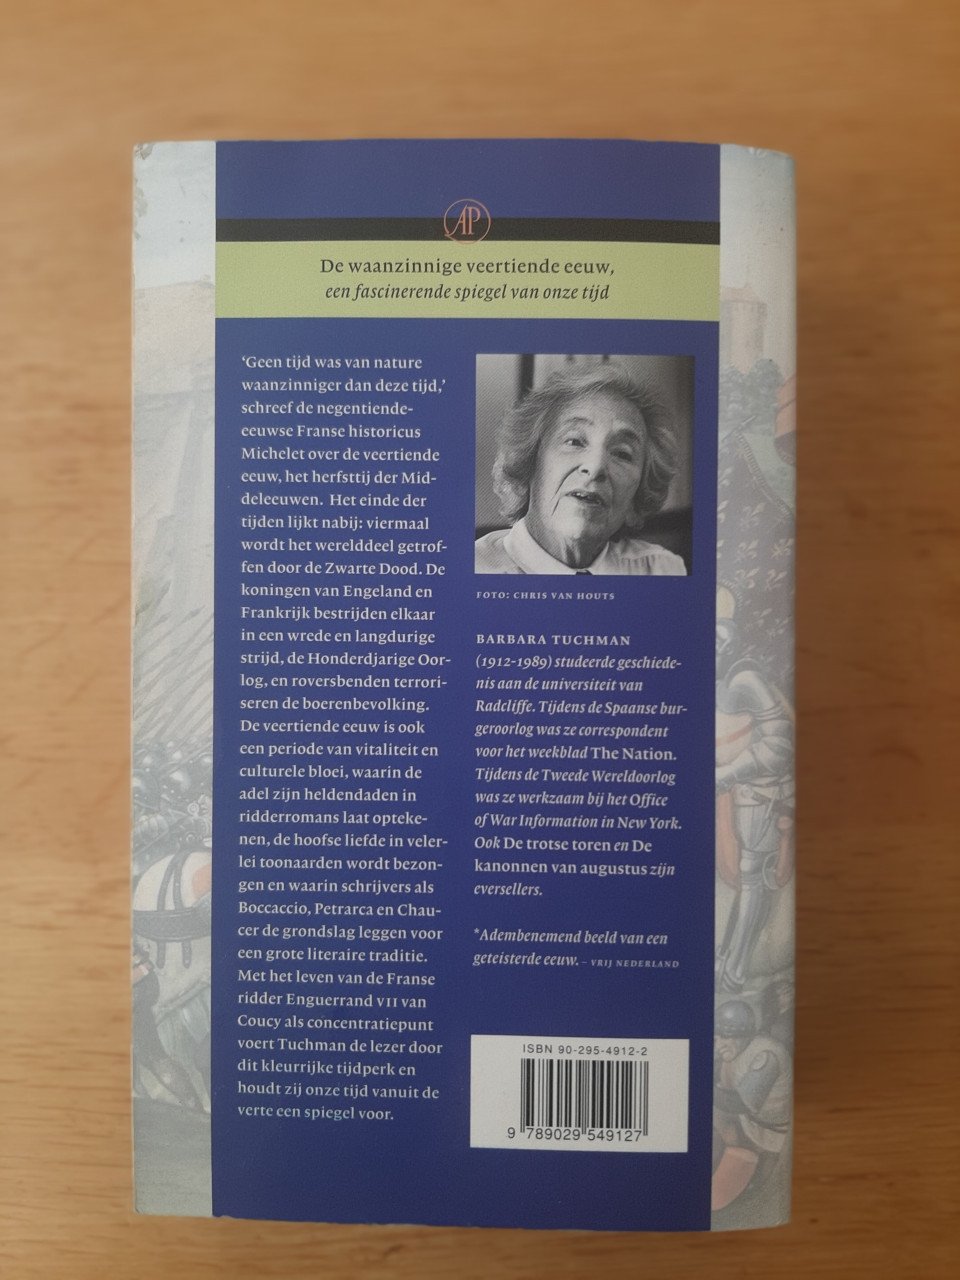 AP
De waanzinnige veertiende eeuw,
een fascinerende spiegel van onze tijd
‘Geen tijd was van nature
waanzinniger dan deze tijd,’
schreef de negentiende-
eeuwse Franse historicus
Michelet over de veertiende
eeuw, het herfsttij der Mid-
deleeuwen. Het einde der
tijden lijkt nabij: viermaal
wordt het werelddeel getrof-
fen door de Zwarte Dood. De
koningen van Engeland en
Frankrijk bestrijden elkaar
in een wrede en langdurige
strijd, de Honderdjarige Oor-
log, en roversbenden terrori-
seren de boerenbevolking.
De veertiende eeuw is ook
een periode van vitaliteit en
culturele bloei, waarin de
adel zijn heldendaden in
ridderromans laat opteke-
nen, de hoofse liefde in veler-
lei toonaarden wordt bezon-
gen en waarin schrijvers als
Boccaccio, Petrarca en Chau-
cer de grondslag leggen voor
een grote literaire traditie.
Met het leven van de Franse
ridder Enguerrand VII van
Coucy als concentratiepunt
voert Tuchman de lezer door
dit kleurrijke tijdperk en
houdt zij onze tijd vanuit de
verte een spiegel voor.
FOTO: CHRIS VAN HOUTS
BARBARA TUCHMAN
(1912-1989) studeerde geschiede-
nis aan de universiteit van
Radcliffe. Tijdens de Spaanse bur-
geroorlog was ze correspondent
voor het weekblad The Nation.
Tijdens de Tweede Wereldoorlog
was ze werkzaam bij het Office
of War Information in New York.
Ook De trotse toren en De
kanonnen van augustus zijn
eversellers.
*Adembenemend beeld van een
geteisterde eeuw. – VRIJ NEDERLAND
ISBN 90-295-4912-2
9 789029 549127